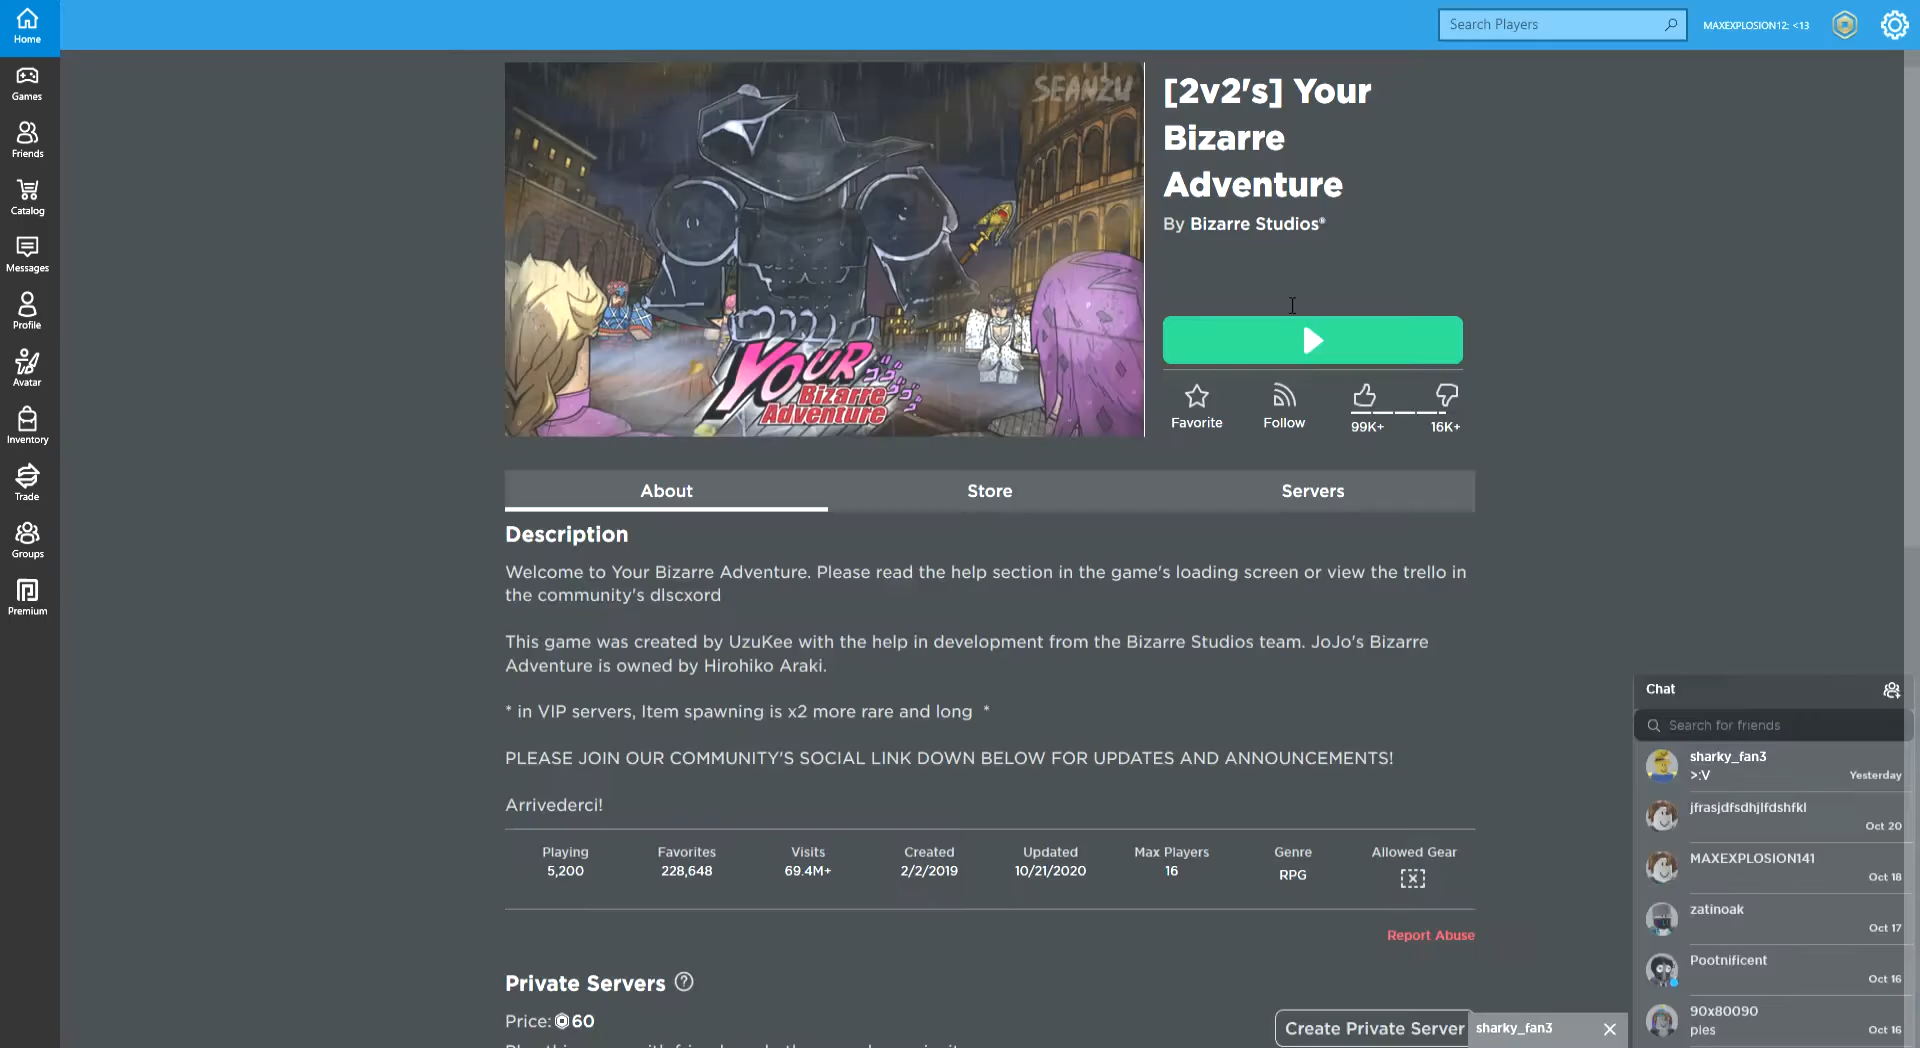 Home
Search Players
MAXEXPLOSION12: <13
Games
Friends
Catalog
Messages
Profile
Avatar
Inventory
Trade
Groups
Premium
SEANZU
YOUR
Bizarre
Adventure
ゴゴゴゴゴ
[2v2's] Your
Bizarre
Adventure
By Bizarre Studios®
Favorite
Follow
99K+
16K+
About
Store
Servers
Description
Welcome to Your Bizarre Adventure. Please read the help section in the game's loading screen or view the trello in
the community's dIscxord
This game was created by UzuKee with the help in development from the Bizarre Studios team. JoJo's Bizarre
Adventure is owned by Hirohiko Araki.
* in VIP servers, Item spawning is x2 more rare and long *
PLEASE JOIN OUR COMMUNITY'S SOCIAL LINK DOWN BELOW FOR UPDATES AND ANNOUNCEMENTS!
Arrivederci!
Playing
5,200
Favorites
228,648
Visits
69.4M+
Created
2/2/2019
Updated
10/21/2020
Max Players
16
Genre
RPG
Allowed Gear
Report Abuse
Private Servers
Price: 60
Create Private Server
sharky_fan3
Chat
Search for friends
sharky_fan3
>:V
Yesterday
jfrasjdfsdhjlfdshfkl
Oct 20
MAXEXPLOSION141
Oct 18
zatinoak
Oct 17
Pootnificent
Oct 16
90x80090
pies
Oct 16